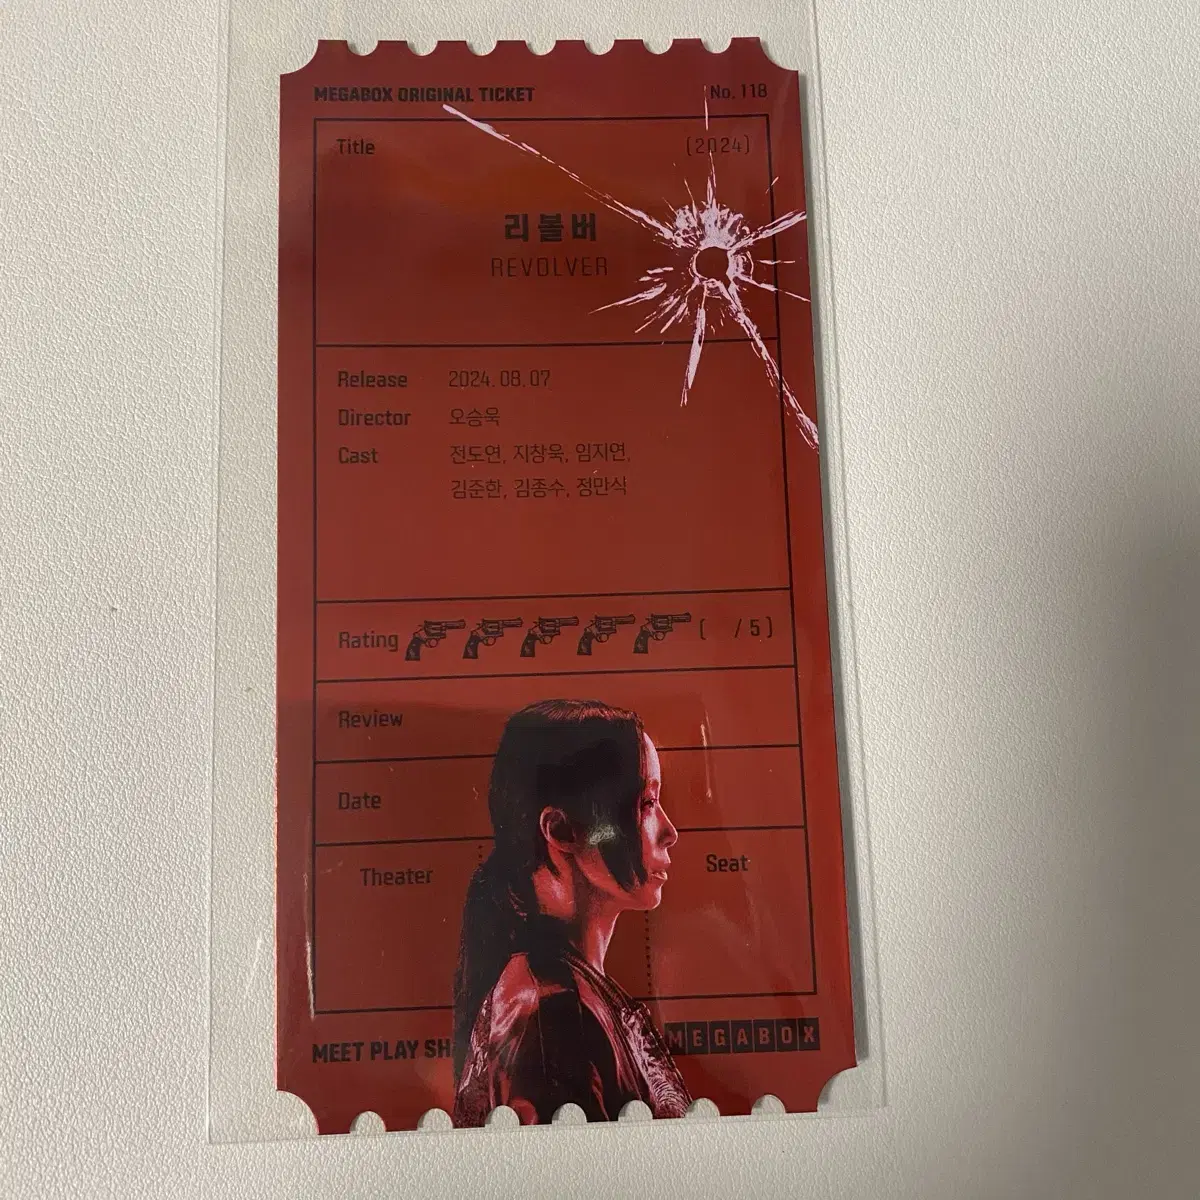 MEGABOX ORIGINAL TICKET
No. 118
Title
(2024)
리볼버
REVOLVER
Release 2024. 08. 07
Director 오승욱
Cast 전도연, 지창욱, 임지연,
김준한, 김종수, 정만식
Rating ( / 5)
Review
Date
Theater
Seat
MEET PLAY SH
MEGABOX